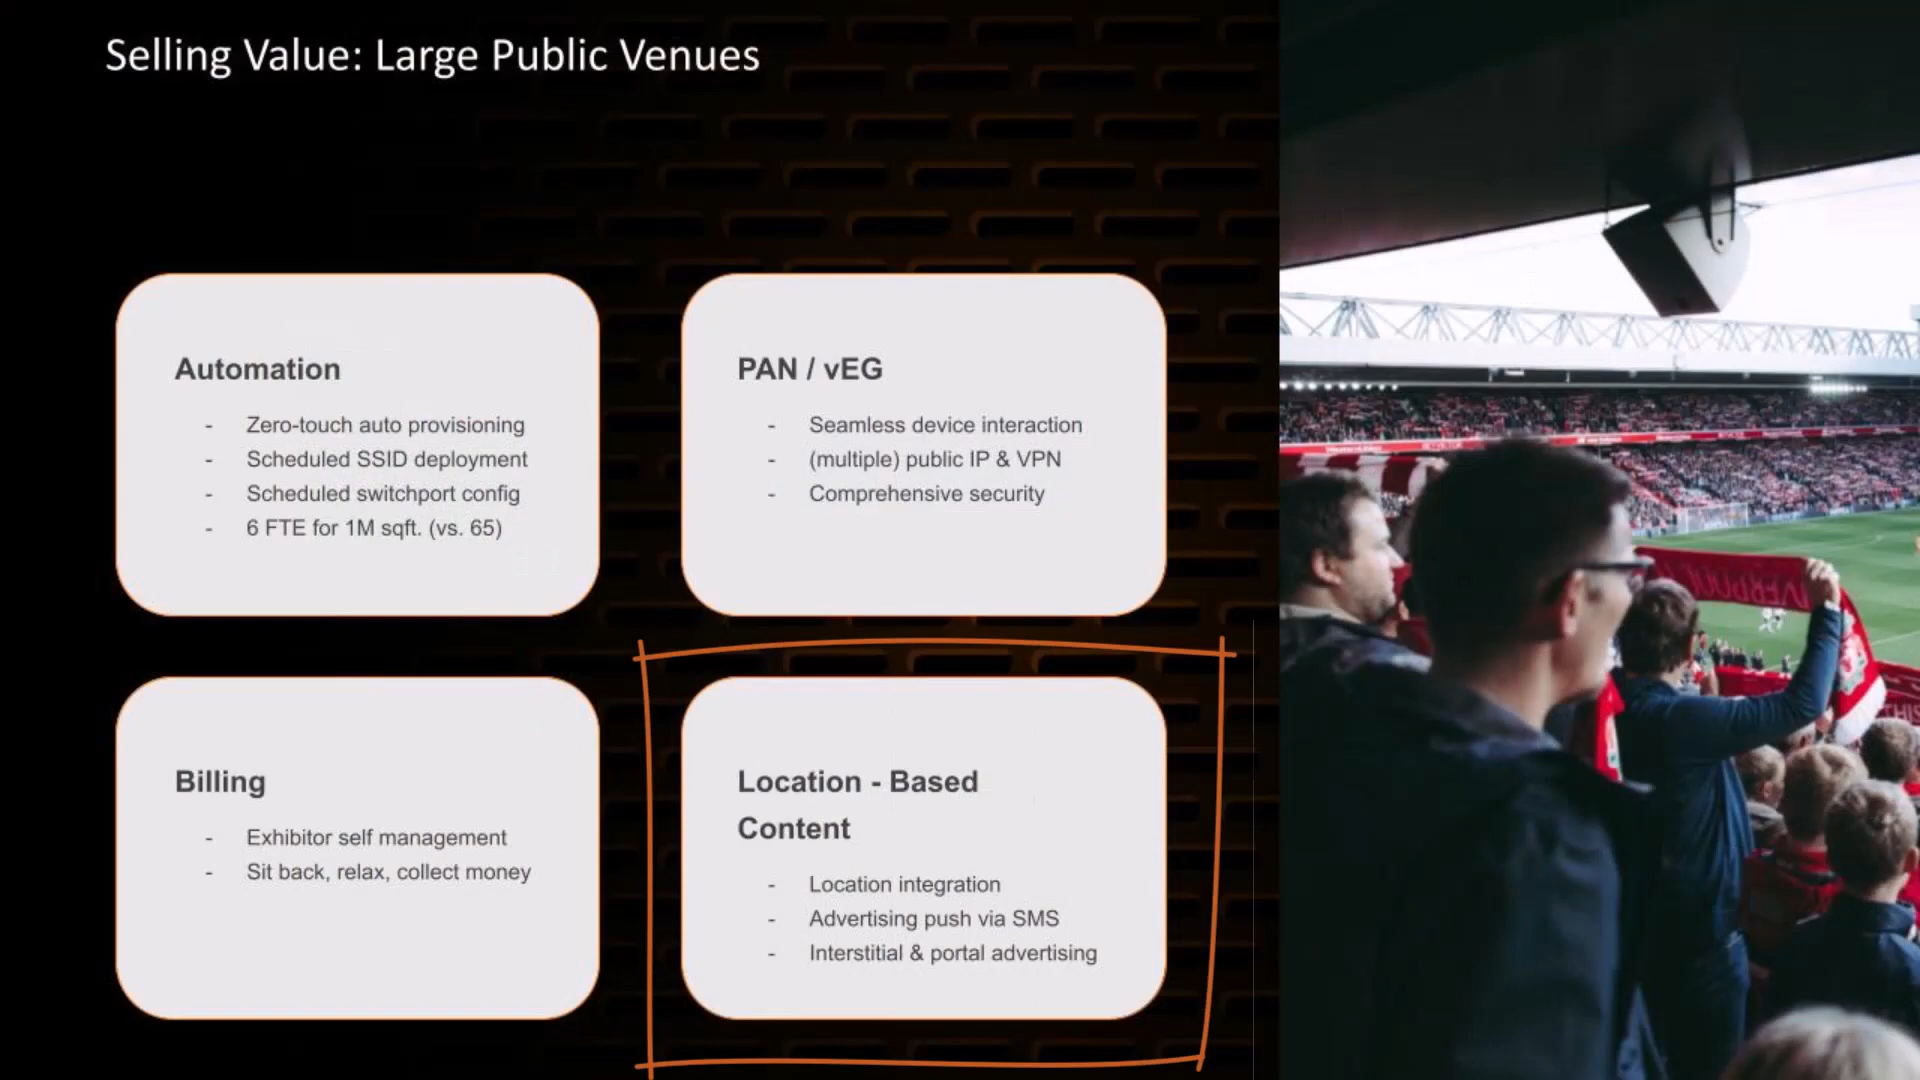 Selling Value: Large Public Venues
Automation
- Zero-touch auto provisioning
- Scheduled SSID deployment
- Scheduled switchport config
- 6 FTE for 1M sqft. (vs. 65)
PAN / vEG
- Seamless device interaction
- (multiple) public IP & VPN
- Comprehensive security
Billing
- Exhibitor self management
- Sit back, relax, collect money
Location - Based
Content
- Location integration
- Advertising push via SMS
- Interstitial & portal advertising
THIS